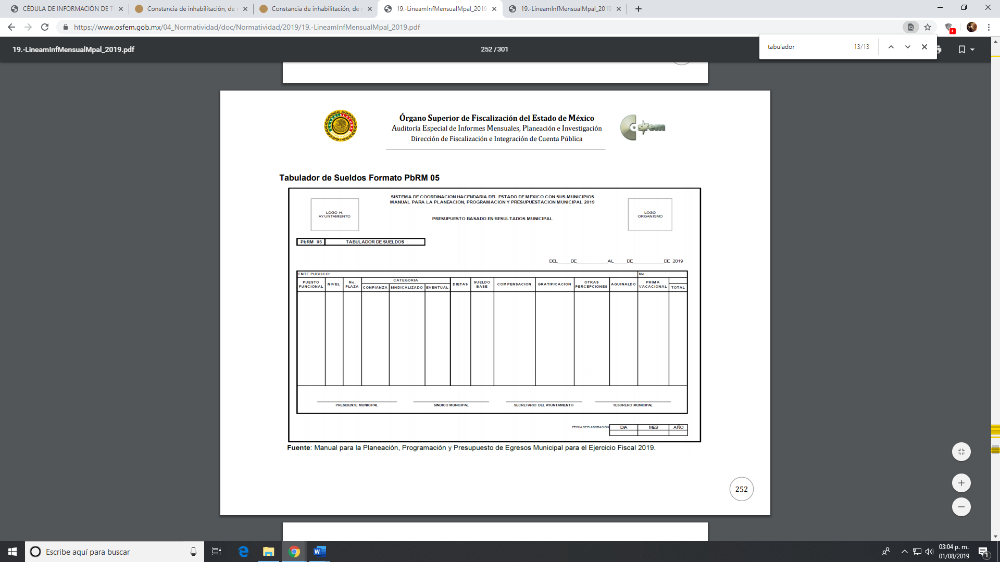 CÉDULA DE INFORMACIÓN DE T
Constancia de inhabilitación, de
Constancia de inhabilitación, de
19.-LineamInfMensualMpal_2019
19.-LineamInfMensualMpal_2019
https://www.osfem.gob.mx/04_Normatividad/doc/Normatividad/2019/19.-LineamInfMensualMpal_2019.pdf
19.-LineamInfMensualMpal_2019.pdf
252 / 301
tabulador
13/13
Órgano Superior de Fiscalización del Estado de México
Auditoría Especial de Informes Mensuales, Planeación e Investigación
Dirección de Fiscalización e Integración de Cuenta Pública
osfem
Tabulador de Sueldos Formato PbRM 05
SISTEMA DE COORDINACION HACENDARIA DEL ESTADO DE MEXICO CON SUS MUNICIPIOS
MANUAL PARA LA PLANEACION, PROGRAMACION Y PRESUPUESTACION MUNICIPAL 2019
LOGO H.
AYUNTAMIENTO
LOGO
ORGANISMO
PRESUPUESTO BASADO EN RESULTADOS MUNICIPAL
PbRM 05 TABULADOR DE SUELDOS
DEL_____DE____________AL_____DE____________DE 2019
ENTE PUBLICO: No.
PUESTO FUNCIONAL NIVEL No. PLAZA CATEGORIA DIETAS SUELDO BASE COMPENSACION GRATIFICACION OTRAS PERCEPCIONES AGUINALDO PRIMA VACACIONAL TOTAL
CONFIANZA SINDICALIZADO EVENTUAL
PRESIDENTE MUNICIPAL SINDICO MUNICIPAL SECRETARIO DEL AYUNTAMIENTO TESORERO MUNICIPAL
FECHA DE ELABORACIÓN DIA MES AÑO
Fuente: Manual para la Planeación, Programación y Presupuesto de Egresos Municipal para el Ejercicio Fiscal 2019.
252
Escribe aquí para buscar
03:04 p. m.
01/08/2019
1